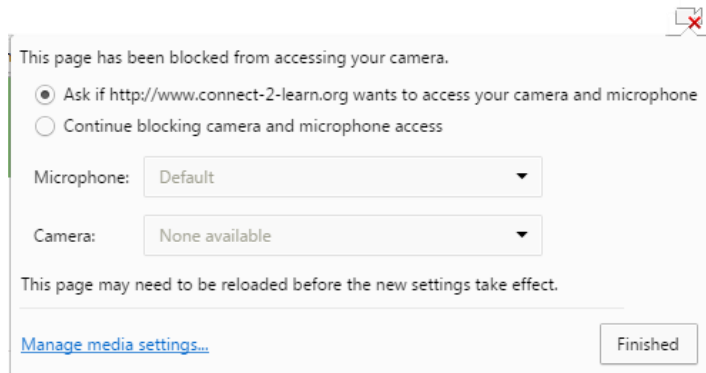 This page has been blocked from accessing your camera.
Ask if http://www.connect-2-learn.org wants to access your camera and microphone
Continue blocking camera and microphone access
Microphone: Default
Camera: None available
This page may need to be reloaded before the new settings take effect.
Manage media settings... Finished